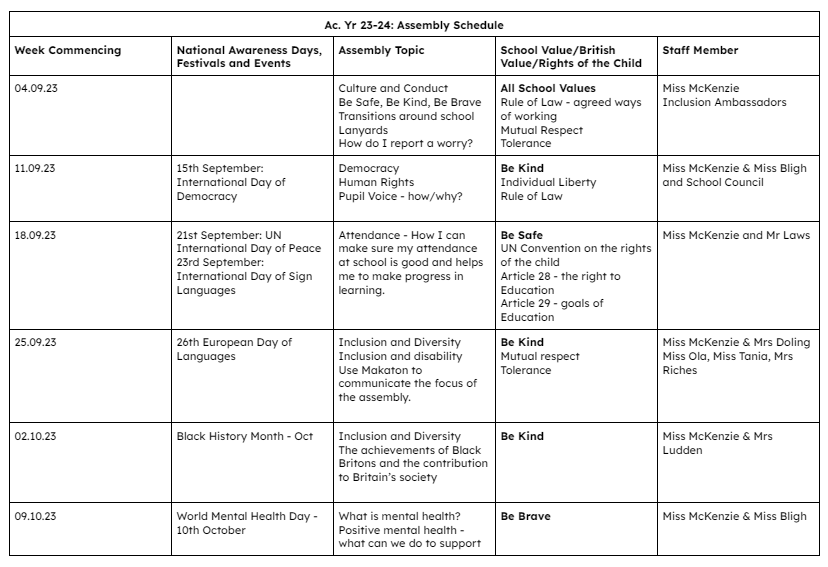 Ac. Yr 23-24: Assembly Schedule
Week Commencing
National Awareness Days,
Festivals and Events
Assembly Topic
School Value/British
Value/Rights of the Child
Staff Member
04.09.23
Culture and Conduct
Be Safe, Be Kind, Be Brave
Transitions around school
Lanyards
How do I report a worry?
All School Values
Rule of Law - agreed ways
of working
Mutual Respect
Tolerance
Miss McKenzie
Inclusion Ambassadors
11.09.23
15th September:
International Day of
Democracy
Democracy
Human Rights
Pupil Voice - how/why?
Be Kind
Individual Liberty
Rule of Law
Miss McKenzie & Miss Bligh
and School Council
18.09.23
21st September: UN
International Day of Peace
23rd September:
International Day of Sign
Languages
Attendance - How I can
make sure my attendance
at school is good and helps
me to make progress in
learning.
Be Safe
UN Convention on the rights
of the child
Article 28 - the right to
Education
Article 29 - goals of
Education
Miss McKenzie and Mr Laws
25.09.23
26th European Day of
Languages
Inclusion and Diversity
Inclusion and disability
Use Makaton to
communicate the focus of
the assembly.
Be Kind
Mutual respect
Tolerance
Miss McKenzie & Mrs Doling
Miss Ola, Miss Tania, Mrs
Riches
02.10.23
Black History Month - Oct
Inclusion and Diversity
The achievements of Black
Britons and the contribution
to Britain's society
Be Kind
Miss McKenzie & Mrs
Ludden
09.10.23
World Mental Health Day -
10th October
What is mental health?
Positive mental health -
what can we do to support
Be Brave
Miss McKenzie & Miss Bligh